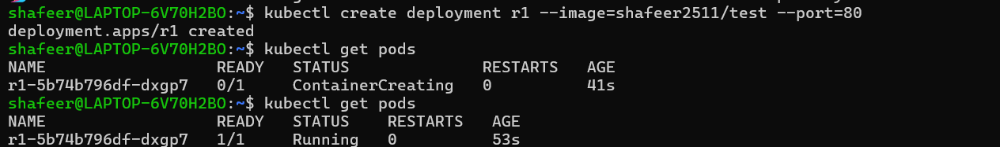 shafeer@LAPTOP-6V70H2BO:~$ kubectl create deployment r1 --image=shafeer2511/test --port=80
deployment.apps/r1 created
shafeer@LAPTOP-6V70H2BO:~$ kubectl get pods
NAME                  READY   STATUS              RESTARTS   AGE
r1-5b74b796df-dxgp7   0/1     ContainerCreating   0          41s
shafeer@LAPTOP-6V70H2BO:~$ kubectl get pods
NAME                  READY   STATUS    RESTARTS   AGE
r1-5b74b796df-dxgp7   1/1     Running   0          53s